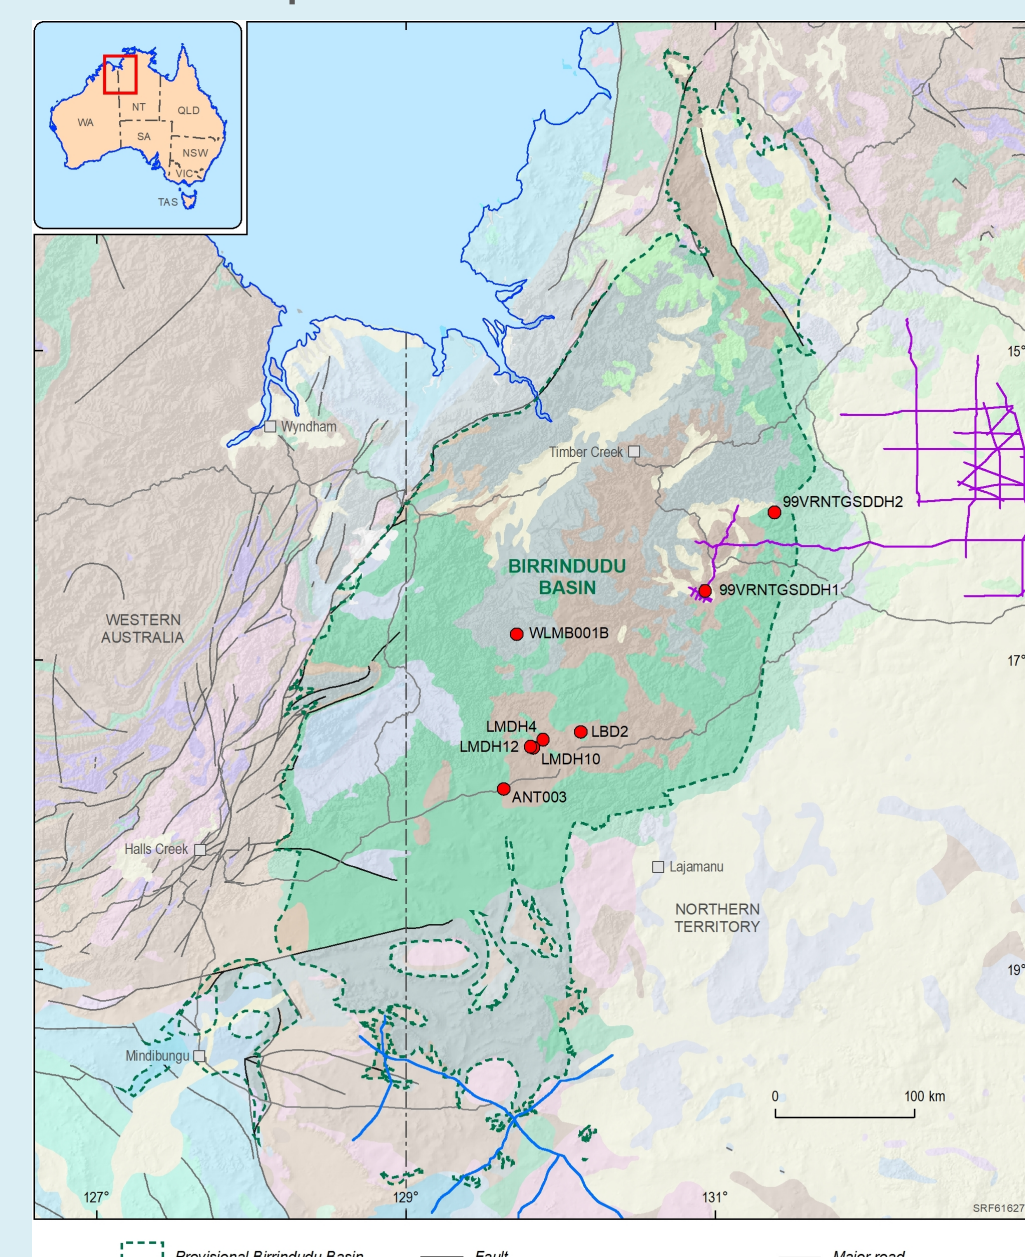 NT
QLD
WA
SA
NSW
VIC
TAS
15°
Wyndham
Timber Creek
99VRNTGSDDH2
BIRRINDUDU
BASIN
99VRNTGSDDH1
WESTERN
AUSTRALIA
WLMB001B
17°
LMDH4
LBD2
LMDH12
LMDH10
ANT003
Halls Creek
Lajamanu
NORTHERN
TERRITORY
19°
Mindibungu
0
100 km
127°
129°
131°
SRF61627
Provisional Birrindudu Basin
Fault
Major road